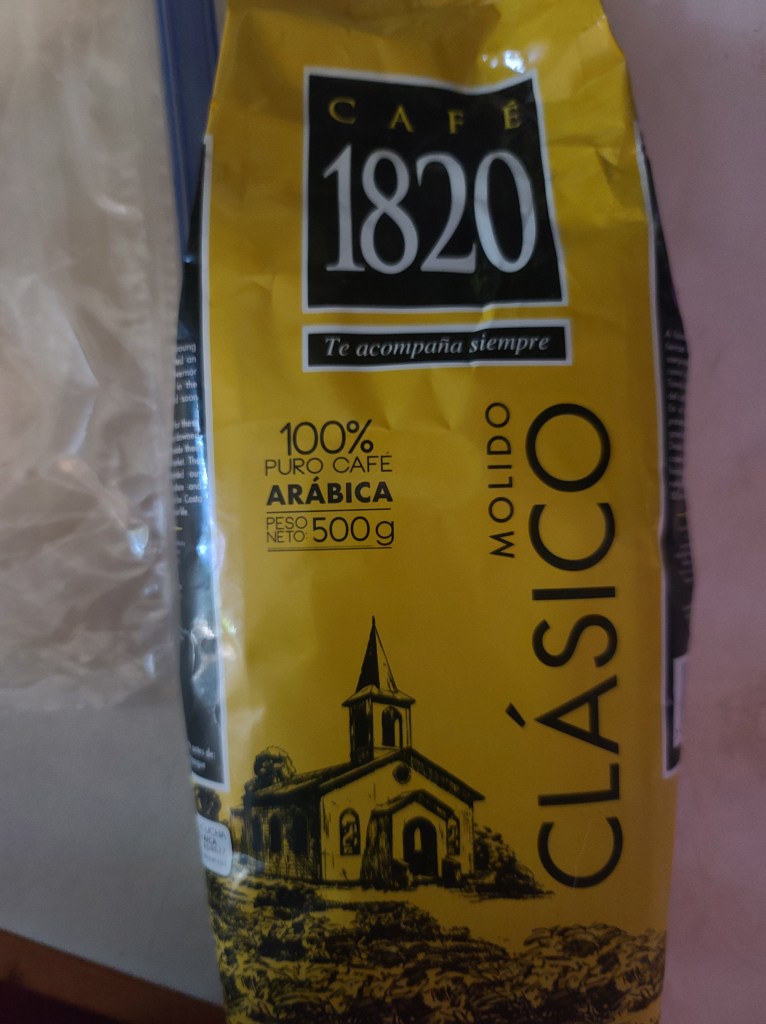 CAFÉ
1820
Te acompaña siempre
100%
PURO CAFÉ
ARÁBICA
PESO
NETO
500g
MOLIDO
CLÁSICO